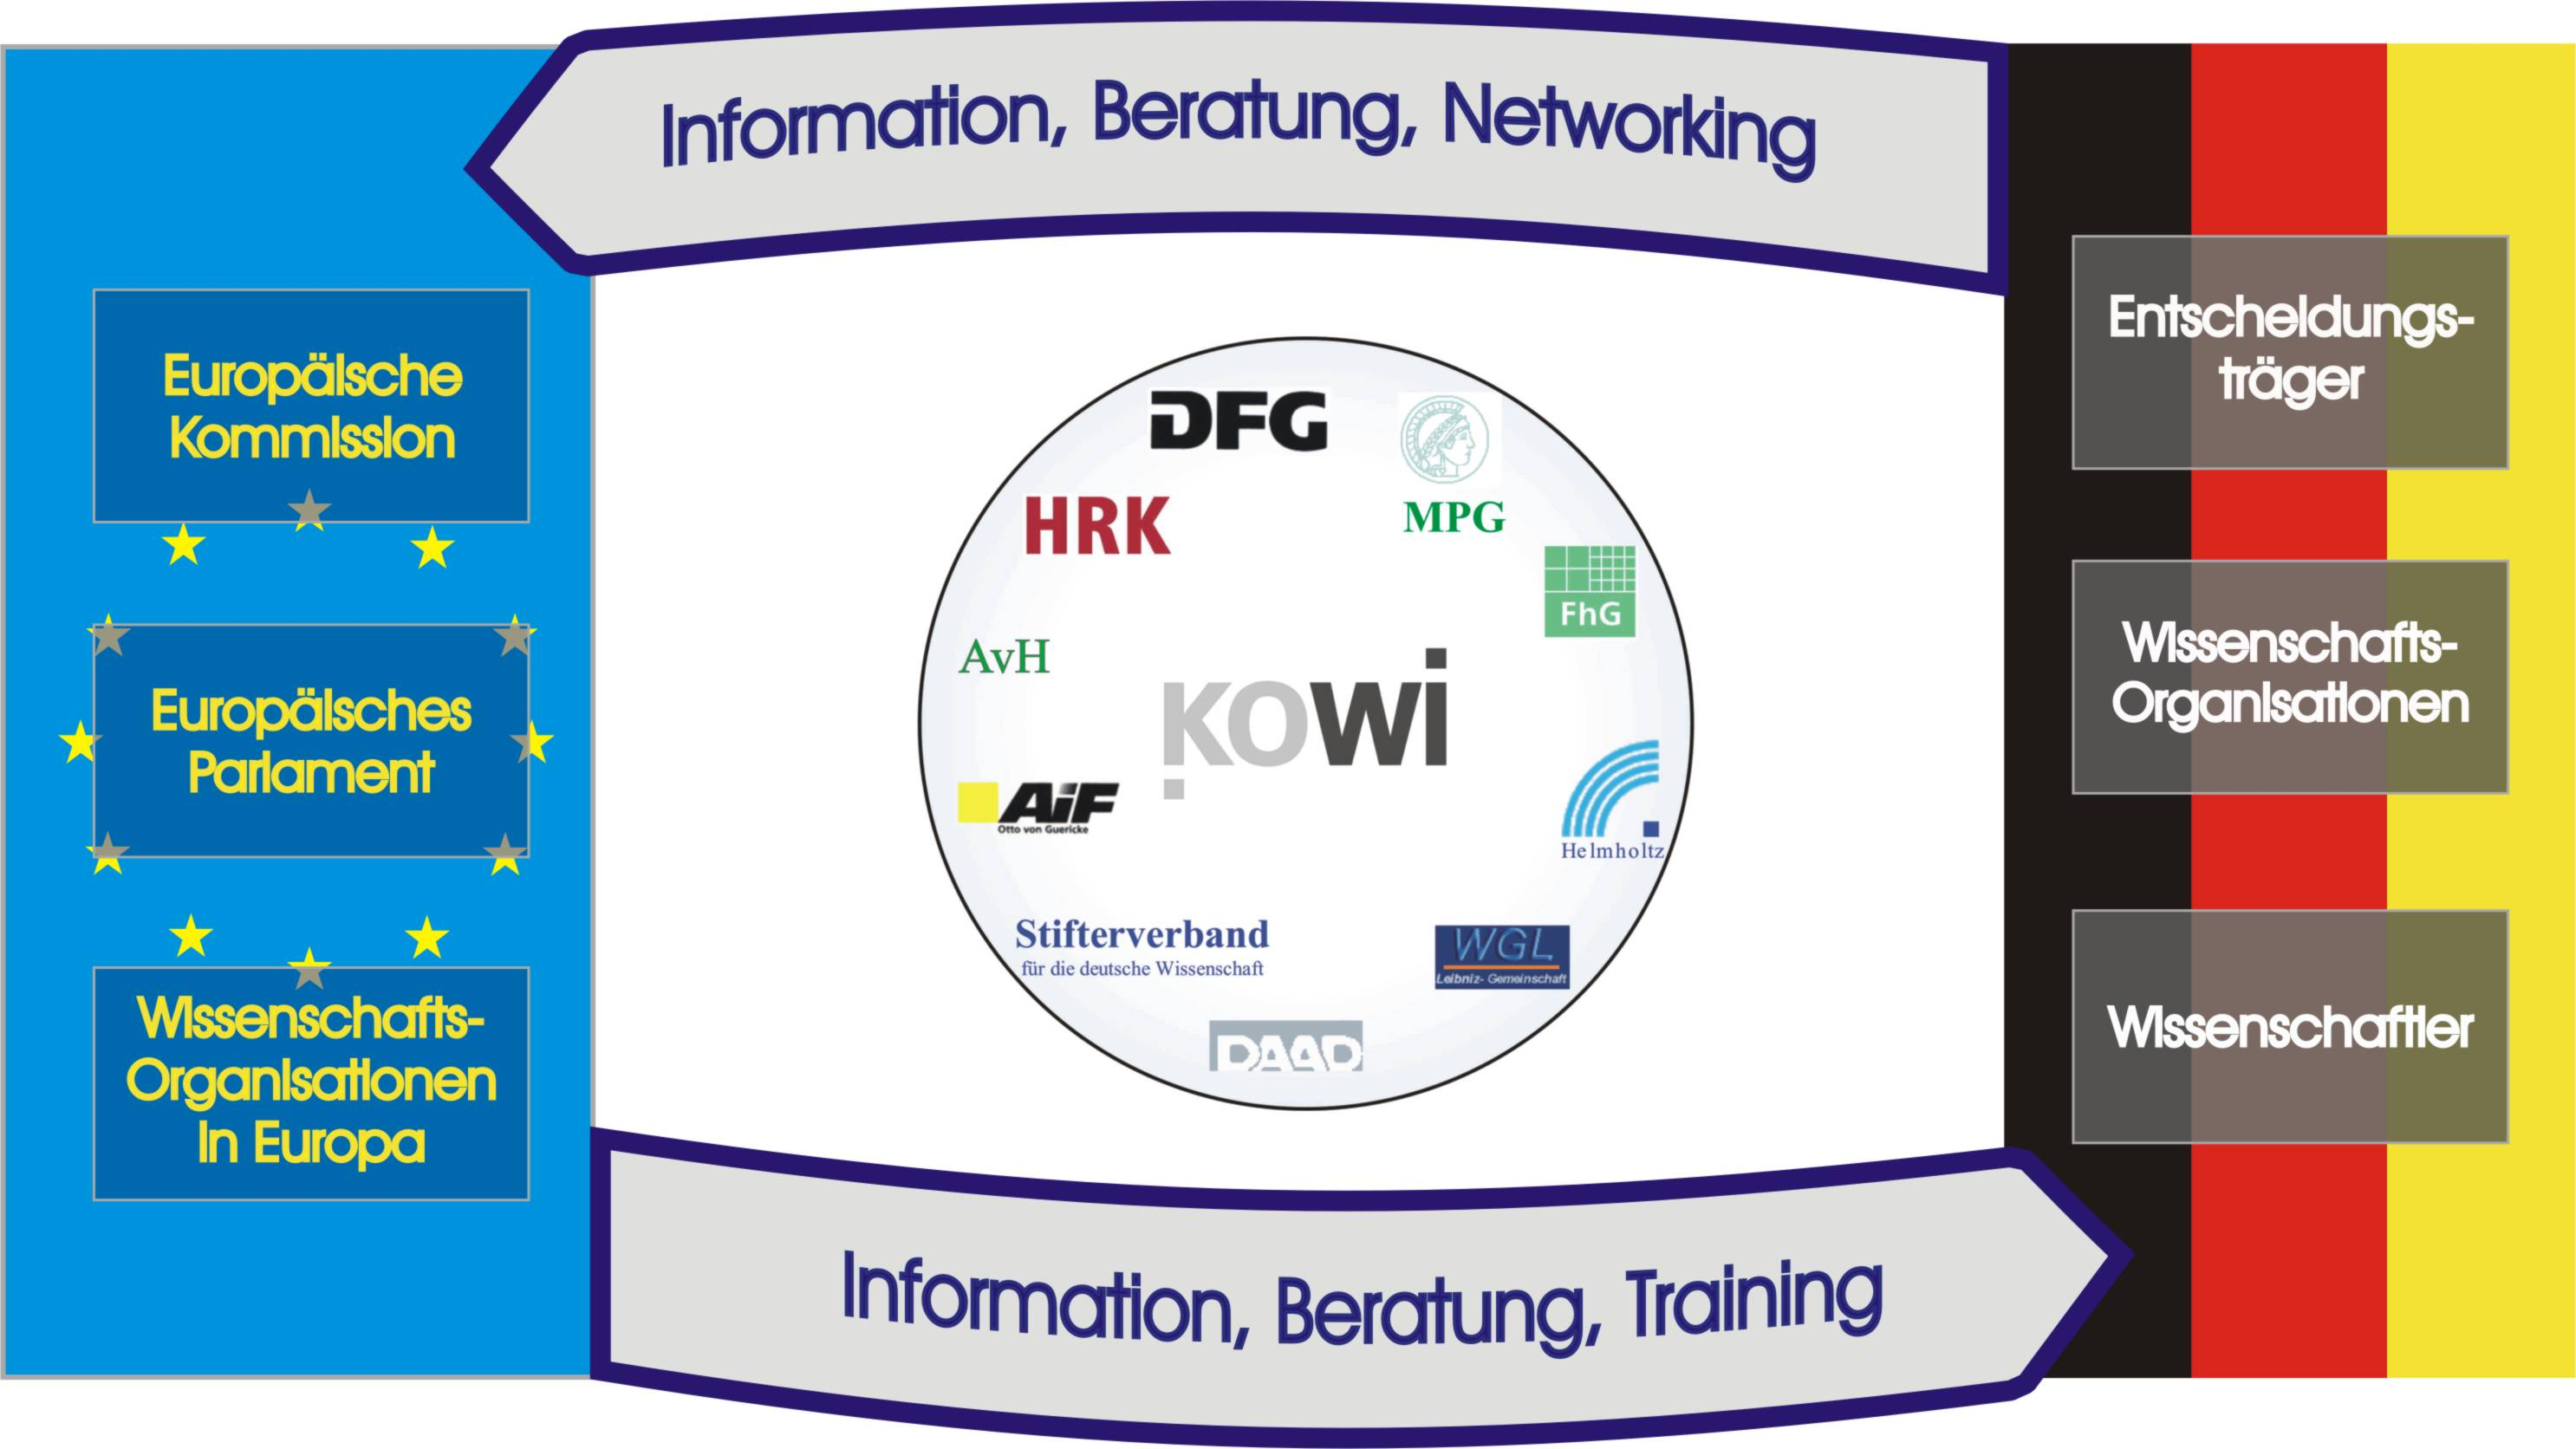 Information, Beratung, Networking
Europäische
Kommission
Europäisches
Parlament
Wissenschafts-
Organisationen
in Europa
DFG
MPG
HRK
FhG
AvH
KOWi
AiF
Otto von Guericke
Helmholtz
Stifterverband
für die deutsche Wissenschaft
WGL
Leibniz- Gemeinschaft
DAAD
Entscheidungs-
träger
Wissenschafts-
Organisationen
Wissenschaftler
Information, Beratung, Training